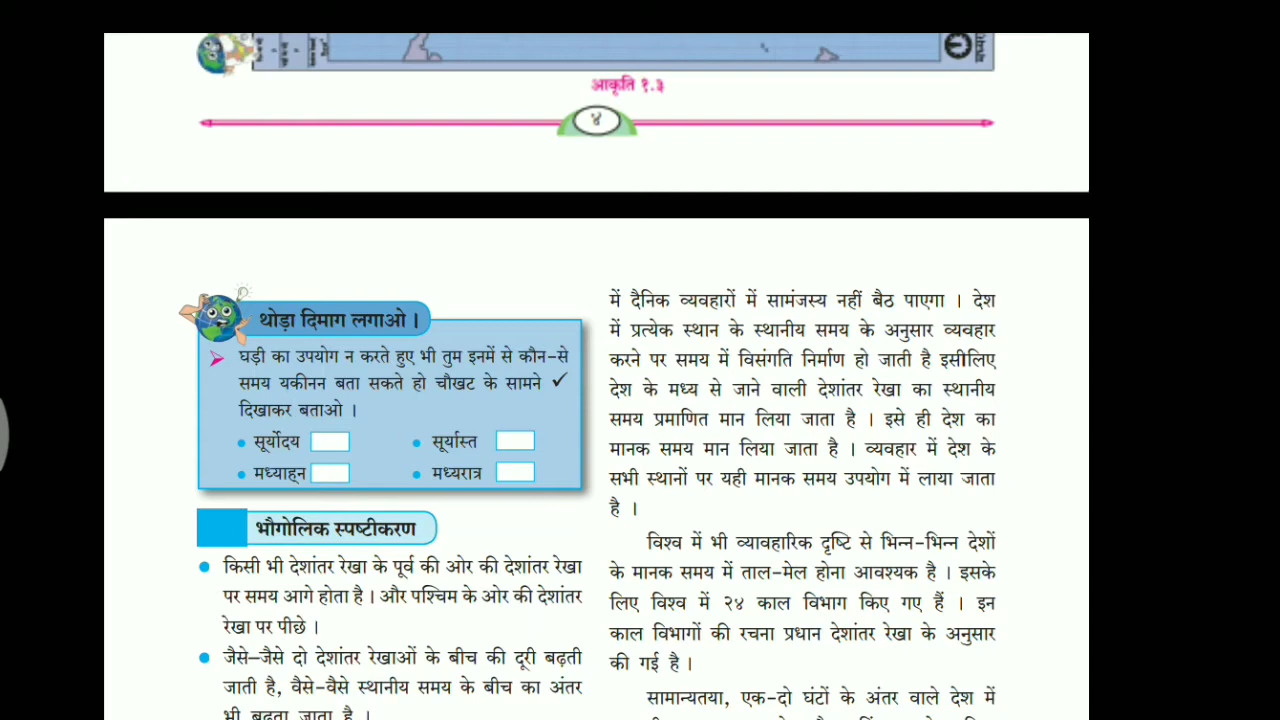 आकृति १.३
४
थोड़ा दिमाग लगाओ ।
घड़ी का उपयोग न करते हुए भी तुम इनमें से कौन-से
समय यकीनन बता सकते हो चौखट के सामने ✓
दिखाकर बताओ ।
• सूर्योदय • सूर्यास्त
• मध्याह्न • मध्यरात्र
भौगोलिक स्पष्टीकरण
• किसी भी देशांतर रेखा के पूर्व की ओर की देशांतर रेखा
पर समय आगे होता है । और पश्चिम के ओर की देशांतर
रेखा पर पीछे ।
• जैसे–जैसे दो देशांतर रेखाओं के बीच की दूरी बढ़ती
जाती है, वैसे-वैसे स्थानीय समय के बीच का अंतर
भी बढ़ता जाता है ।
में दैनिक व्यवहारों में सामंजस्य नहीं बैठ पाएगा । देश
में प्रत्येक स्थान के स्थानीय समय के अनुसार व्यवहार
करने पर समय में विसंगति निर्माण हो जाती है इसीलिए
देश के मध्य से जाने वाली देशांतर रेखा का स्थानीय
समय प्रमाणित मान लिया जाता है । इसे ही देश का
मानक समय मान लिया जाता है । व्यवहार में देश के
सभी स्थानों पर यही मानक समय उपयोग में लाया जाता
है ।
विश्व में भी व्यावहारिक दृष्टि से भिन्न-भिन्न देशों
के मानक समय में ताल-मेल होना आवश्यक है । इसके
लिए विश्व में २४ काल विभाग किए गए हैं । इन
काल विभागों की रचना प्रधान देशांतर रेखा के अनुसार
की गई है ।
सामान्यतया, एक-दो घंटों के अंतर वाले देश में